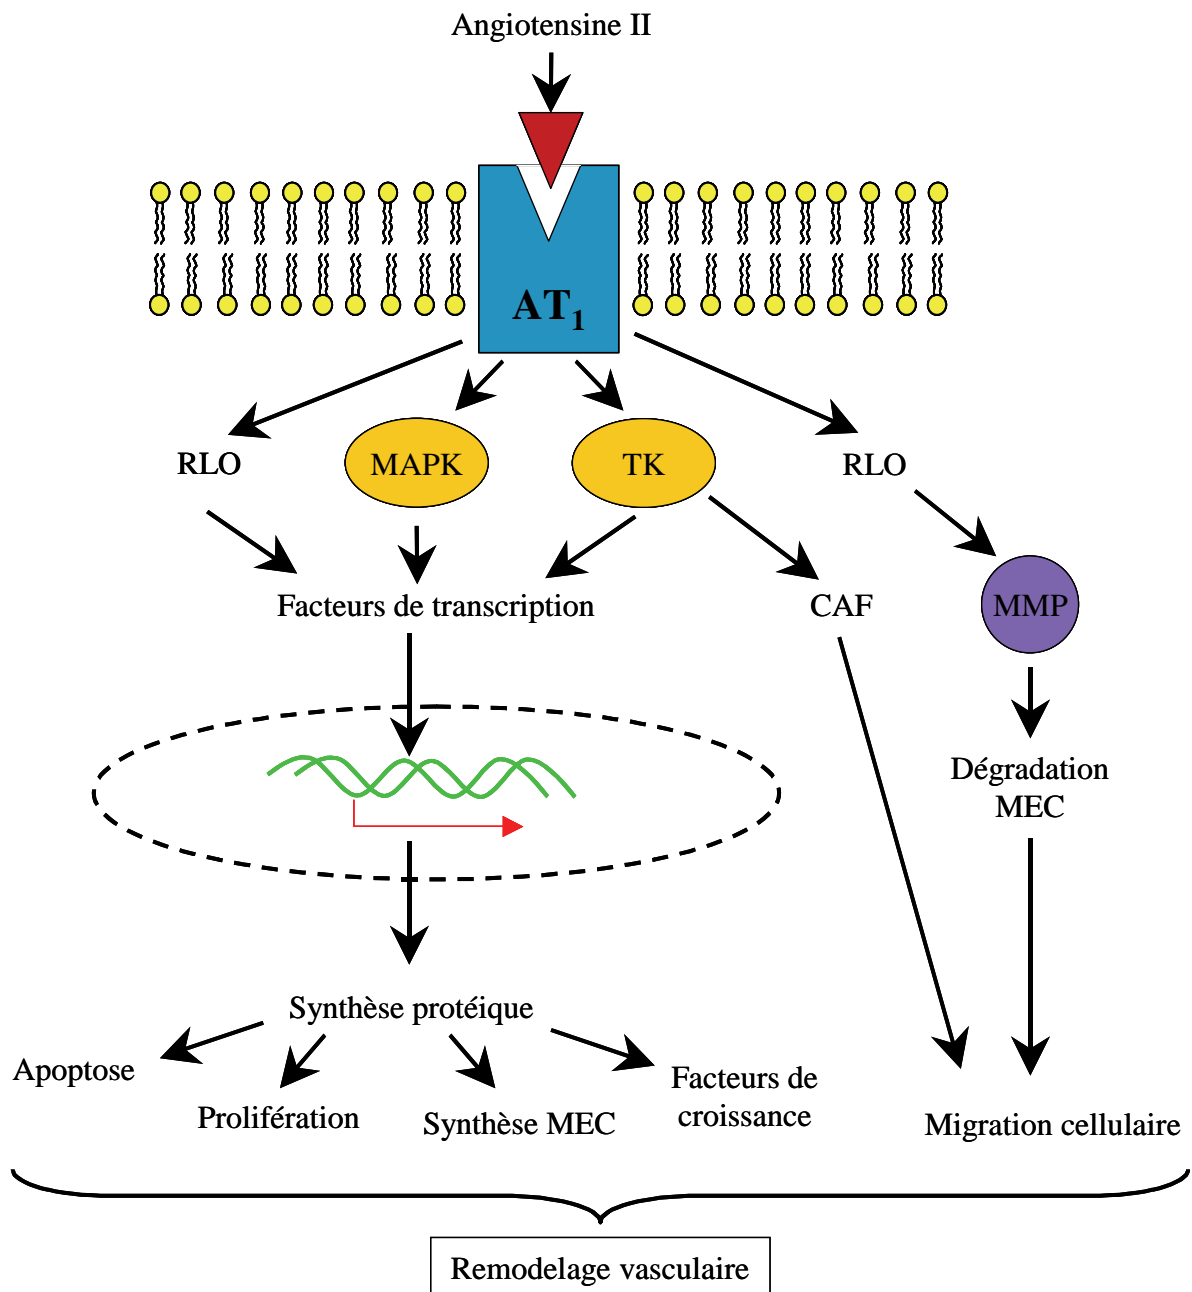 Angiotensine II
AT1
RLO
MAPK
TK
RLO
Facteurs de transcription
CAF
MMP
Dégradation
MEC
Synthèse protéique
Apoptose
Prolifération
Synthèse MEC
Facteurs de
croissance
Migration cellulaire
Remodelage vasculaire